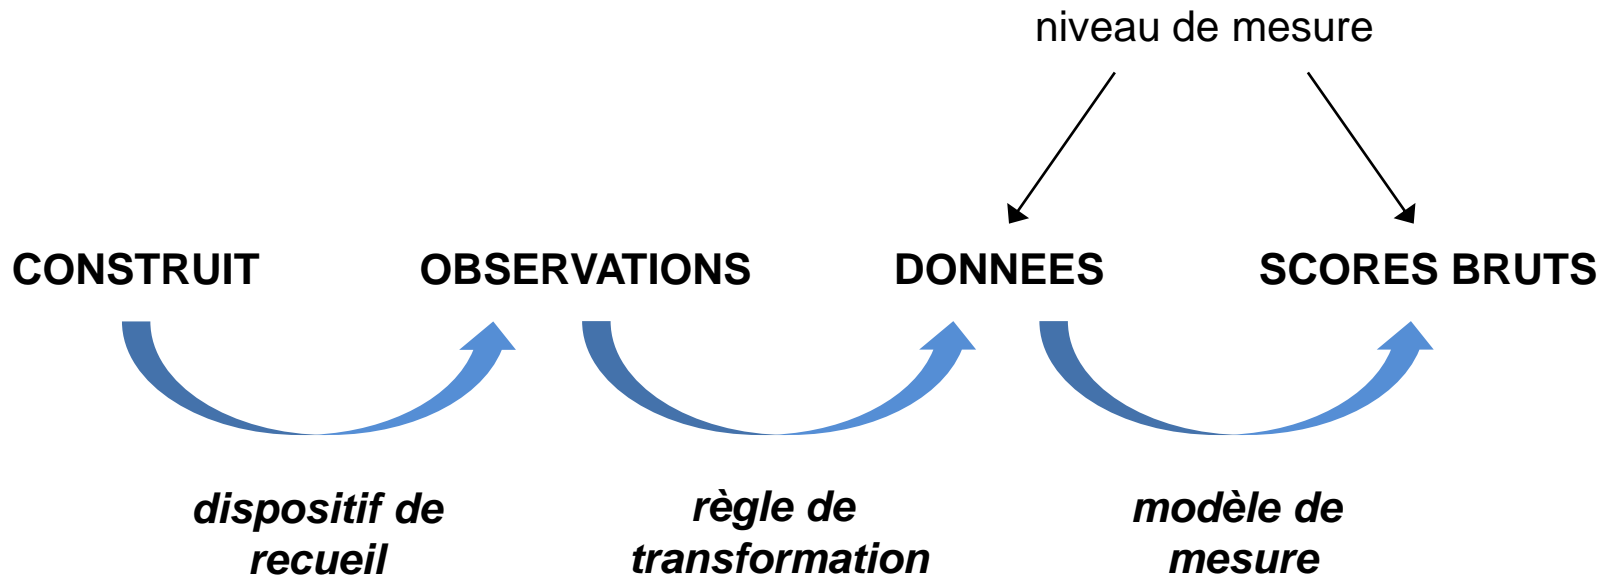 niveau de mesure
CONSTRUIT OBSERVATIONS DONNEES SCORES BRUTS
dispositif de
recueil
règle de
transformation
modèle de
mesure